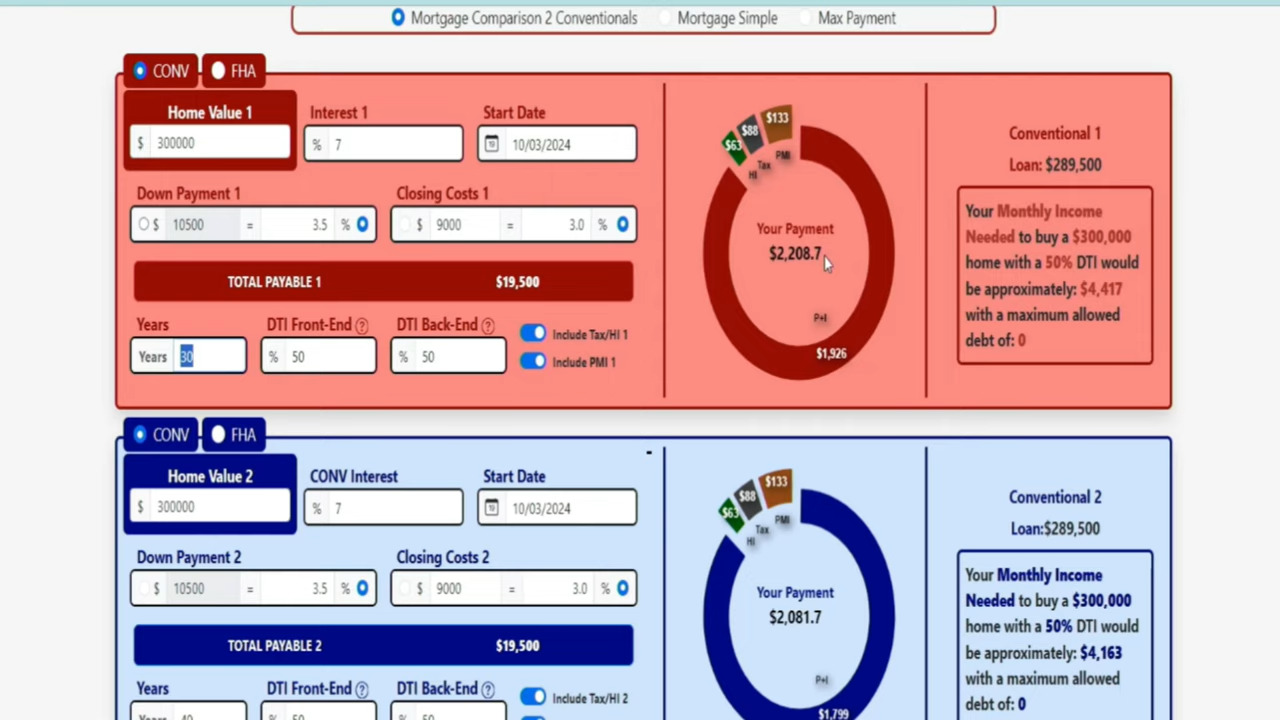 Mortgage Comparison 2 Conventionals Mortgage Simple Max Payment
CONV FHA
Home Value 1 Interest 1 Start Date
$ 300000 % 7 10/03/2024
Down Payment 1 Closing Costs 1
$ 10500 = 3.5 % $ 9000 = 3.0 %
TOTAL PAYABLE 1 $19,500
Years DTI Front-End ? DTI Back-End ? Include Tax/HI 1
Years 30 % 50 % 50 Include PMI 1
$133
$88
$63
PMI
Tax
HI
Your Payment
$2,208.7
P+I
$1,926
Conventional 1
Loan: $289,500
Your Monthly Income
Needed to buy a $300,000
home with a 50% DTI would
be approximately: $4,417
with a maximum allowed
debt of: 0
CONV FHA
Home Value 2 CONV Interest Start Date
$ 300000 % 7 10/03/2024
Down Payment 2 Closing Costs 2
$ 10500 = 3.5 % $ 9000 = 3.0 %
TOTAL PAYABLE 2 $19,500
Years DTI Front-End ? DTI Back-End ? Include Tax/HI 2
Years 40 % 50 % 50
$133
$88
$63
PMI
Tax
HI
Your Payment
$2,081.7
P+I
$1,799
Conventional 2
Loan:$289,500
Your Monthly Income
Needed to buy a $300,000
home with a 50% DTI would
be approximately: $4,163
with a maximum allowed
debt of: 0